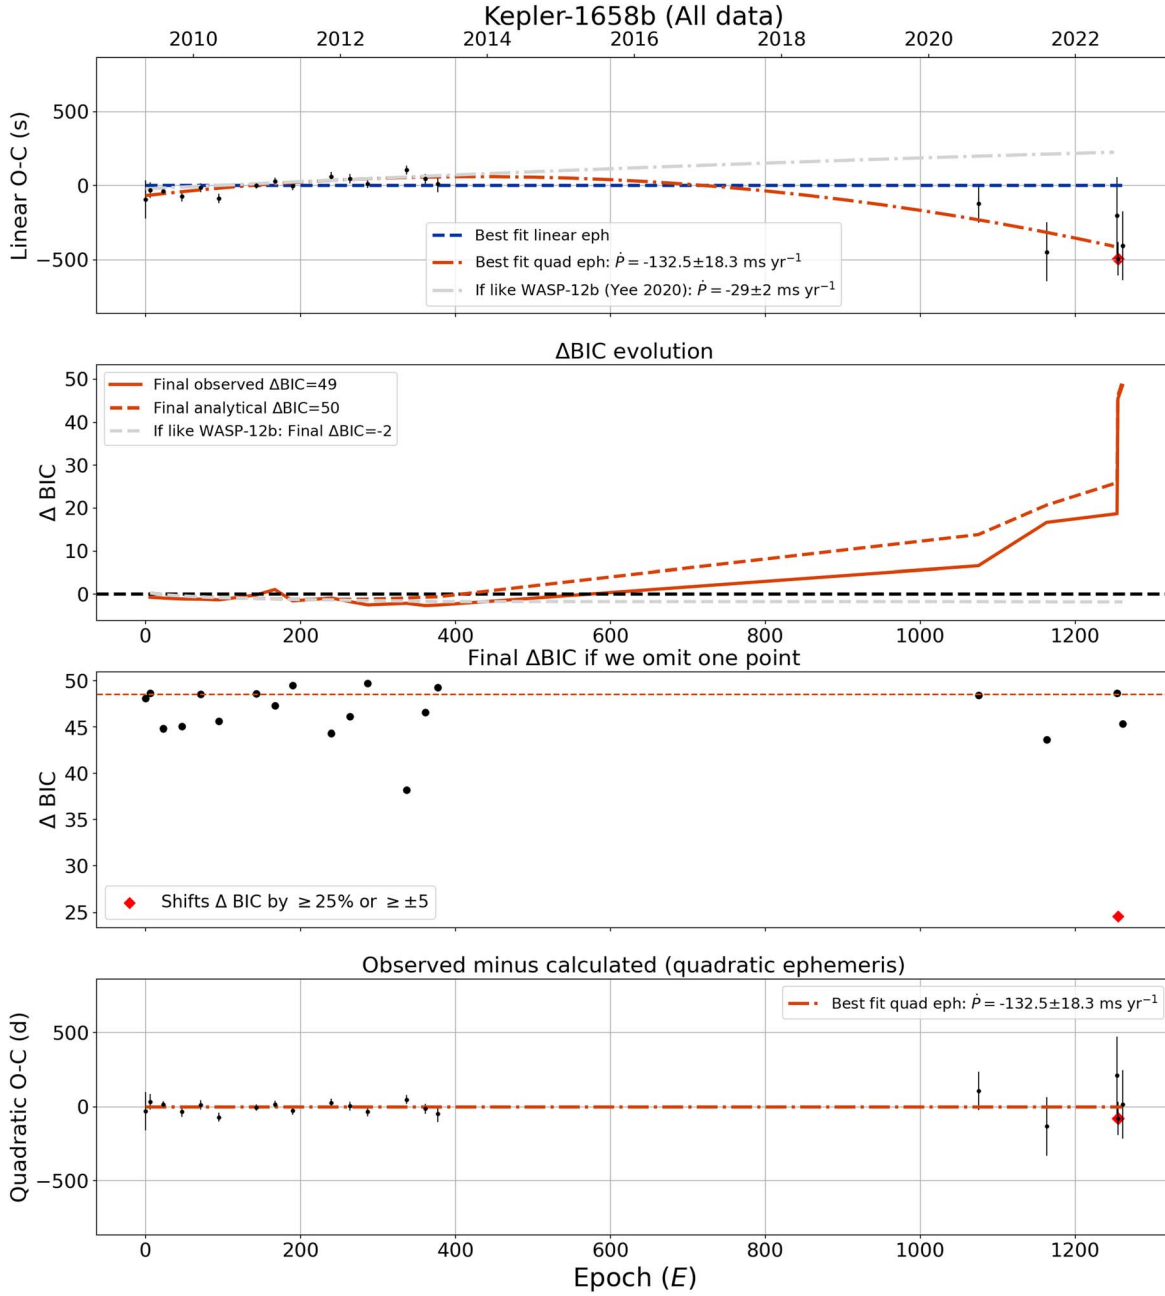 Kepler-1658b (All data)
2010 2012 2014 2016 2018 2020 2022
Linear O-C (s)
500
0
−500
Best fit linear eph
Best fit quad eph: Ṗ = -132.5±18.3 ms yr⁻¹
If like WASP-12b (Yee 2020): Ṗ = -29±2 ms yr⁻¹
ΔBIC evolution
Δ BIC
50
40
30
20
10
0
Final observed ΔBIC=49
Final analytical ΔBIC=50
If like WASP-12b: Final ΔBIC=-2
0 200 400 600 800 1000 1200
Final ΔBIC if we omit one point
Δ BIC
50
45
40
35
30
25
Shifts Δ BIC by ≥25% or ≥±5
Observed minus calculated (quadratic ephemeris)
Quadratic O-C (d)
500
0
−500
Best fit quad eph: Ṗ = -132.5±18.3 ms yr⁻¹
0 200 400 600 800 1000 1200
Epoch (E)